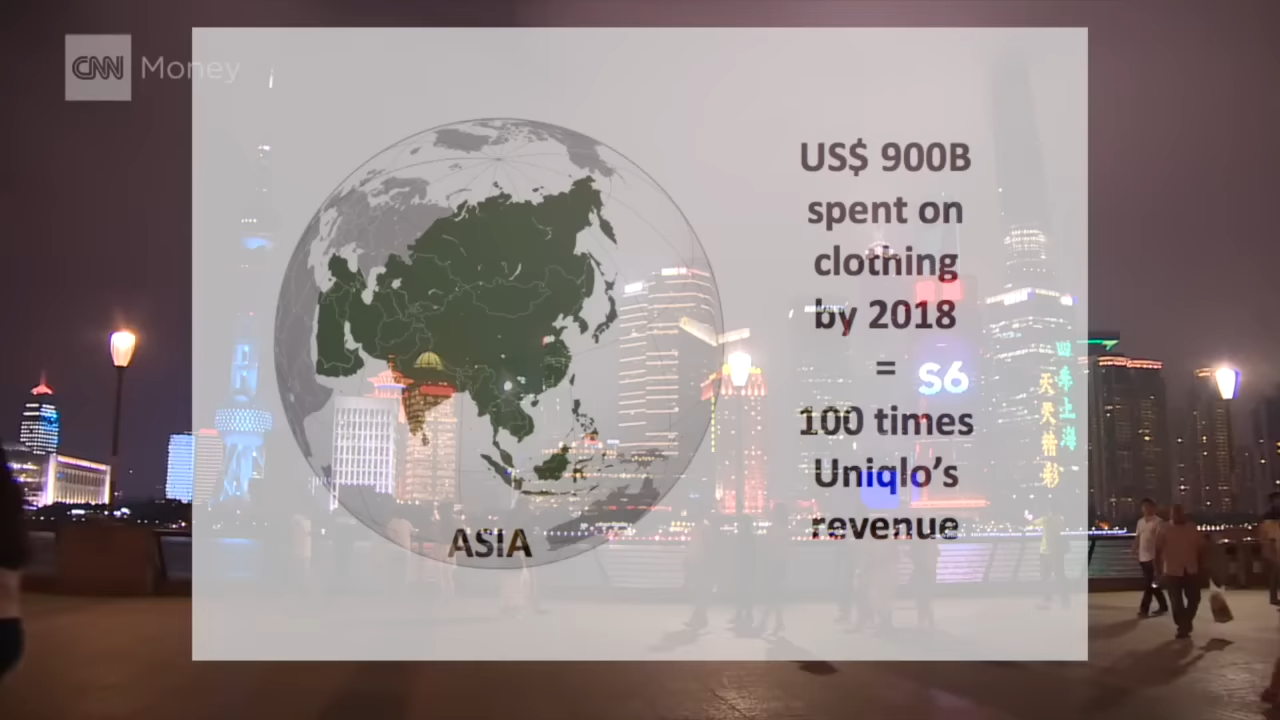 CNN Money
US$ 900B
spent on
clothing
by 2018
=
S6
100 times
Uniqlo’s
revenue
ASIA
天天精彩